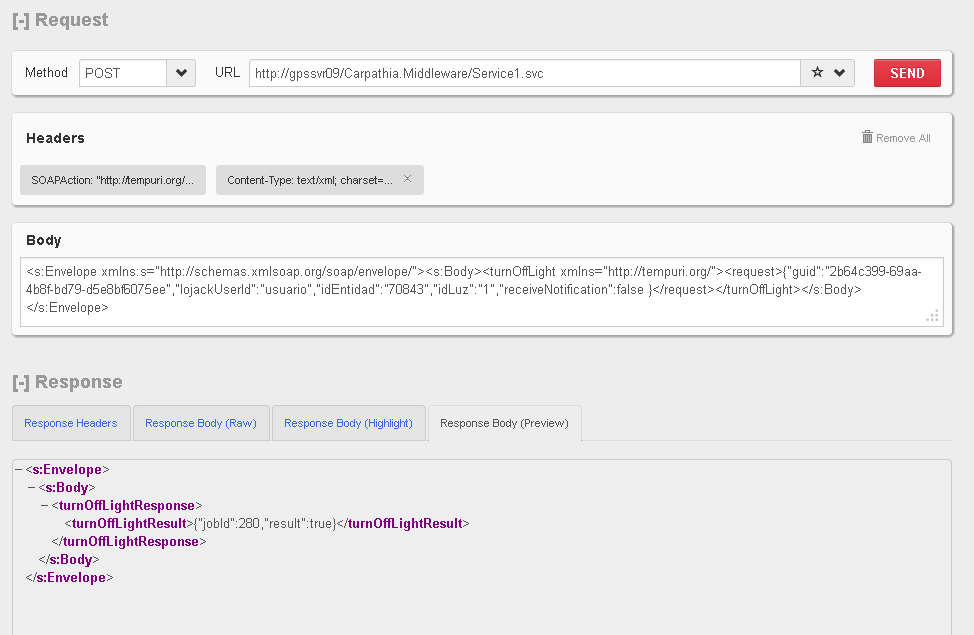 [-] Request
Method POST URL http://gpssvr09/Carpathia.Middleware/Service1.svc SEND
Headers Remove All
SOAPAction: "http://tempuri.org/... Content-Type: text/xml; charset=... ×
Body
<s:Envelope xmlns:s="http://schemas.xmlsoap.org/soap/envelope/"><s:Body><turnOffLight xmlns="http://tempuri.org/"><request>{"guid":"2b64c399-69aa-
4b8f-bd79-d5e8bf6075ee","lojackUserId":"usuario","idEntidad":"70843","idLuz":"1","receiveNotification":false }</request></turnOffLight></s:Body>
</s:Envelope>
[-] Response
Response Headers Response Body (Raw) Response Body (Highlight) Response Body (Preview)
– <s:Envelope>
– <s:Body>
– <turnOffLightResponse>
<turnOffLightResult>{"jobId":280,"result":true}</turnOffLightResult>
</turnOffLightResponse>
</s:Body>
</s:Envelope>